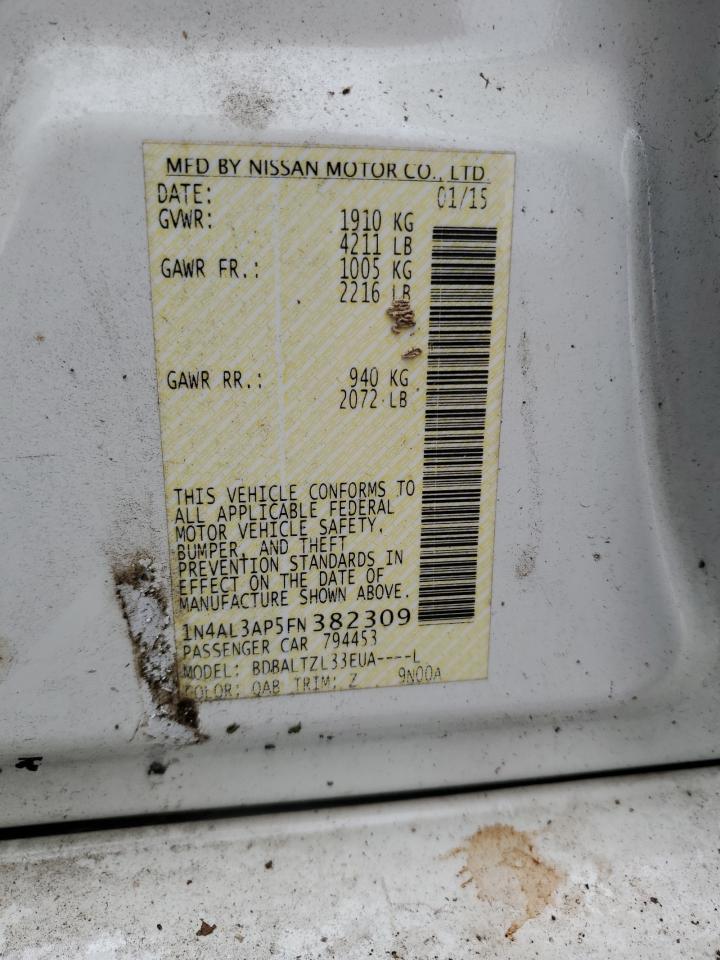 MFD BY NISSAN MOTOR CO., LTD.
DATE: 01/15
GVWR: 1910 KG
4211 LB
GAWR FR.: 1005 KG
2216 LB
GAWR RR.: 940 KG
2072 LB
THIS VEHICLE CONFORMS TO
ALL APPLICABLE FEDERAL
MOTOR VEHICLE SAFETY,
BUMPER, AND THEFT
PREVENTION STANDARDS IN
EFFECT ON THE DATE OF
MANUFACTURE SHOWN ABOVE.
1N4AL3AP5FN382309
PASSENGER CAR 794453
MODEL: BDBALTZL33EUA----L
COLOR: QAB TRIM: Z 9N00A